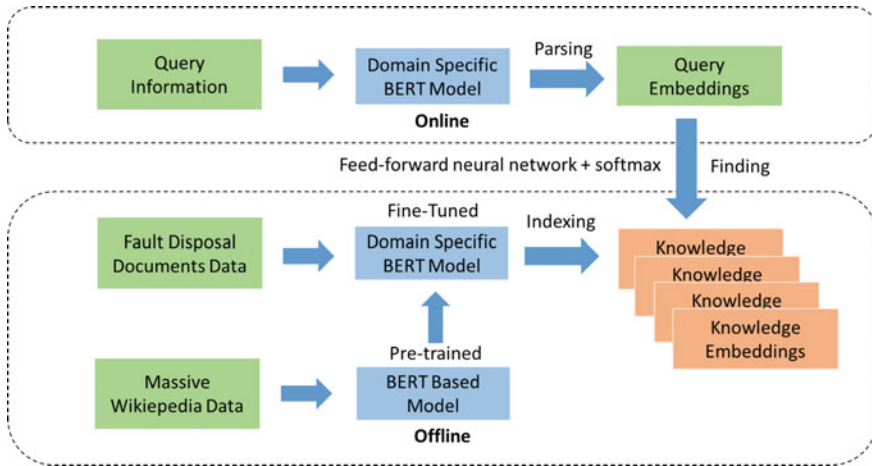 Query
Information
Domain Specific
BERT Model
Online
Parsing
Query
Embeddings
Feed-forward neural network + softmax
Finding
Fault Disposal
Documents Data
Fine-Tuned
Domain Specific
BERT Model
Indexing
Knowledge
Knowledge
Knowledge
Knowledge
Embeddings
Massive
Wikiepedia Data
Pre-trained
BERT Based
Model
Offline